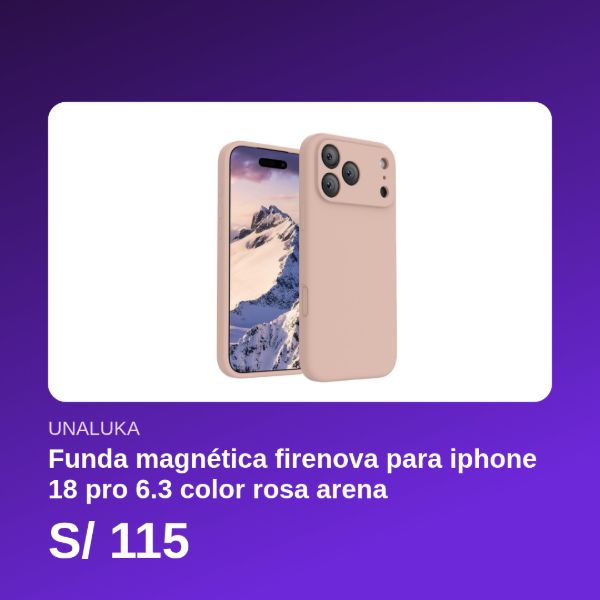 UNALUKA
Funda magnética firenova para iphone
18 pro 6.3 color rosa arena
S/ 115